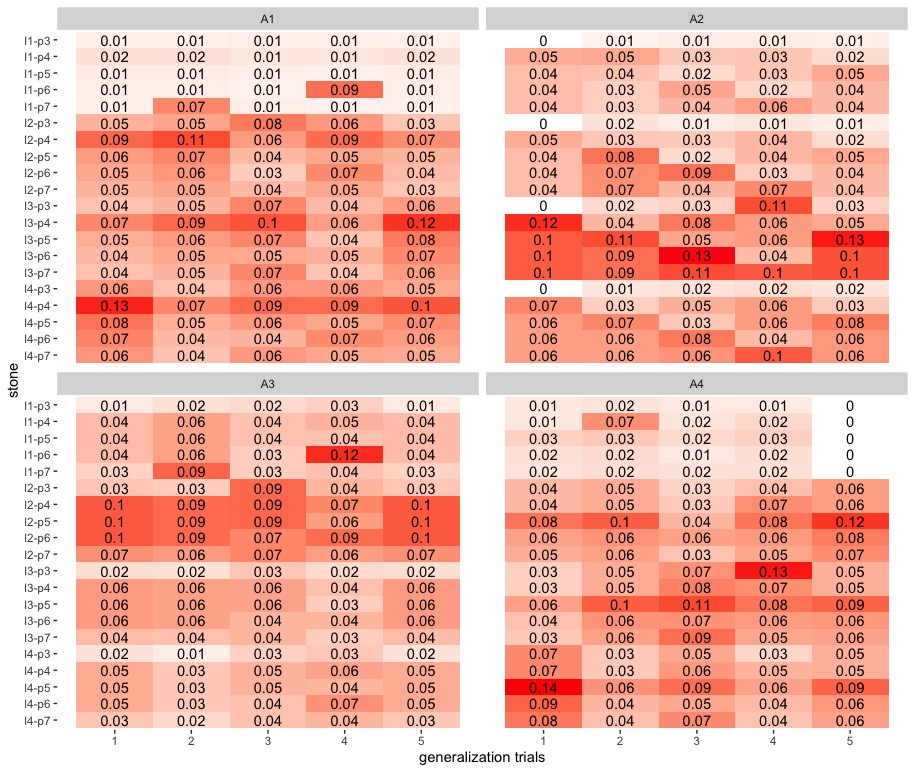 A1 A2
l1-p3 0.01 0.01 0.01 0.01 0.01 0 0.01 0.01 0.01 0.01
l1-p4 0.02 0.02 0.01 0.01 0.02 0.05 0.05 0.03 0.03 0.02
l1-p5 0.01 0.01 0.01 0.01 0.01 0.04 0.04 0.02 0.03 0.05
l1-p6 0.01 0.01 0.01 0.09 0.01 0.04 0.03 0.05 0.02 0.04
l1-p7 0.01 0.07 0.01 0.01 0.01 0.04 0.03 0.04 0.06 0.04
l2-p3 0.05 0.05 0.08 0.06 0.03 0 0.02 0.01 0.01 0.01
l2-p4 0.09 0.11 0.06 0.09 0.07 0.05 0.03 0.03 0.04 0.02
l2-p5 0.06 0.07 0.04 0.05 0.05 0.04 0.08 0.02 0.04 0.05
l2-p6 0.05 0.06 0.03 0.07 0.04 0.04 0.07 0.09 0.03 0.04
l2-p7 0.05 0.05 0.04 0.05 0.03 0.04 0.07 0.04 0.07 0.04
l3-p3 0.04 0.05 0.07 0.04 0.06 0 0.02 0.03 0.11 0.03
l3-p4 0.07 0.09 0.1 0.06 0.12 0.12 0.04 0.08 0.06 0.05
l3-p5 0.05 0.06 0.07 0.04 0.08 0.1 0.11 0.05 0.06 0.13
l3-p6 0.04 0.05 0.05 0.05 0.07 0.1 0.09 0.13 0.06 0.1
l3-p7 0.04 0.05 0.07 0.04 0.06 0.1 0.09 0.11 0.1 0.1
l4-p3 0.06 0.04 0.06 0.06 0.05 0 0.01 0.02 0.02 0.02
l4-p4 0.13 0.07 0.09 0.09 0.1 0.07 0.03 0.05 0.06 0.03
l4-p5 0.08 0.05 0.06 0.05 0.07 0.06 0.07 0.03 0.06 0.08
l4-p6 0.07 0.04 0.04 0.07 0.06 0.06 0.06 0.08 0.04 0.06
l4-p7 0.06 0.04 0.06 0.05 0.05 0.06 0.06 0.06 0.1 0.06
stone
A3 A4
l1-p3 0.01 0.02 0.02 0.03 0.01 0.01 0.02 0.01 0.01 0
l1-p4 0.04 0.06 0.04 0.05 0.04 0.01 0.07 0.02 0.02 0
l1-p5 0.04 0.06 0.04 0.04 0.04 0.03 0.03 0.02 0.03 0
l1-p6 0.04 0.06 0.03 0.12 0.04 0.02 0.02 0.01 0.02 0
l1-p7 0.03 0.09 0.03 0.04 0.03 0.02 0.02 0.02 0.02 0
l2-p3 0.03 0.03 0.09 0.04 0.03 0.04 0.05 0.03 0.04 0.06
l2-p4 0.1 0.09 0.09 0.07 0.1 0.04 0.05 0.03 0.07 0.06
l2-p5 0.1 0.09 0.09 0.06 0.1 0.08 0.1 0.04 0.08 0.12
l2-p6 0.1 0.09 0.07 0.09 0.1 0.06 0.06 0.06 0.06 0.08
l2-p7 0.07 0.06 0.07 0.06 0.07 0.05 0.06 0.03 0.05 0.07
l3-p3 0.02 0.02 0.03 0.02 0.02 0.03 0.05 0.07 0.13 0.05
l3-p4 0.06 0.06 0.06 0.04 0.06 0.03 0.05 0.08 0.07 0.05
l3-p5 0.06 0.06 0.06 0.03 0.06 0.06 0.1 0.11 0.08 0.09
l3-p6 0.06 0.06 0.04 0.04 0.06 0.04 0.06 0.07 0.06 0.06
l3-p7 0.04 0.04 0.04 0.03 0.04 0.03 0.06 0.09 0.05 0.06
l4-p3 0.02 0.01 0.03 0.03 0.02 0.07 0.03 0.05 0.03 0.05
l4-p4 0.05 0.03 0.05 0.06 0.05 0.07 0.03 0.06 0.05 0.05
l4-p5 0.05 0.03 0.05 0.04 0.05 0.14 0.06 0.09 0.06 0.09
l4-p6 0.05 0.03 0.04 0.07 0.05 0.09 0.04 0.05 0.04 0.06
l4-p7 0.03 0.02 0.04 0.04 0.03 0.08 0.04 0.07 0.04 0.06
1 2 3 4 5 1 2 3 4 5
generalization trials